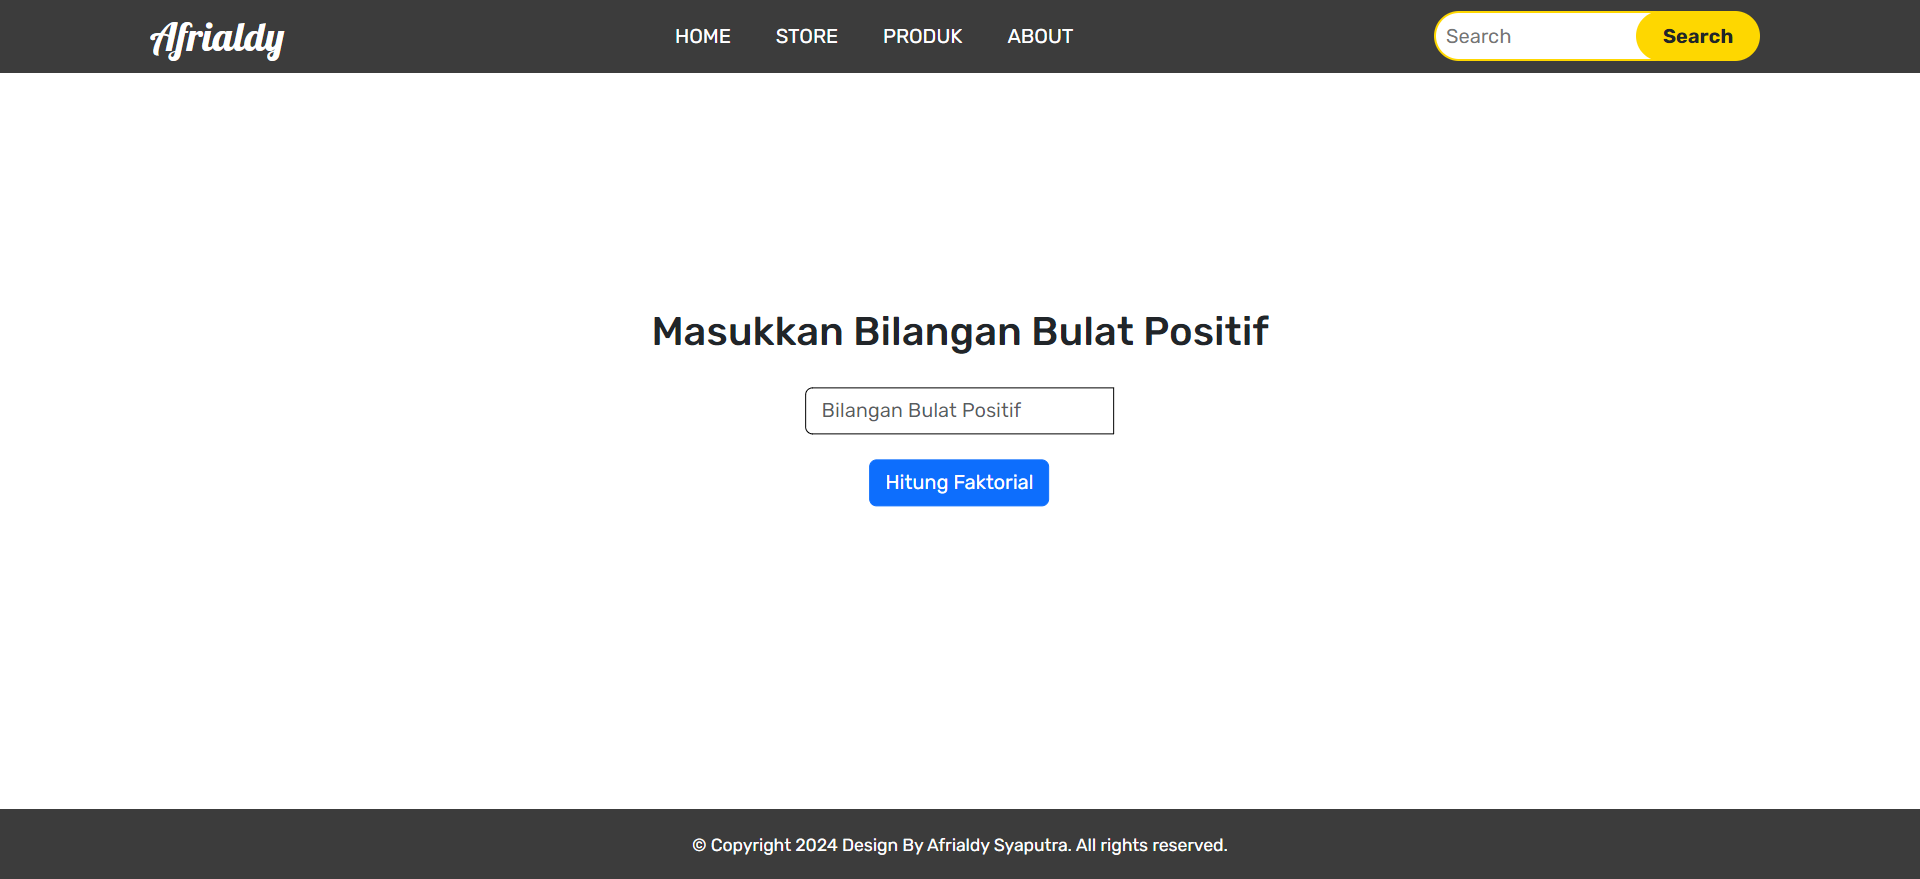 Afrialdy
HOME STORE PRODUK ABOUT
Search Search
Masukkan Bilangan Bulat Positif
Bilangan Bulat Positif
Hitung Faktorial
© Copyright 2024 Design By Afrialdy Syaputra. All rights reserved.